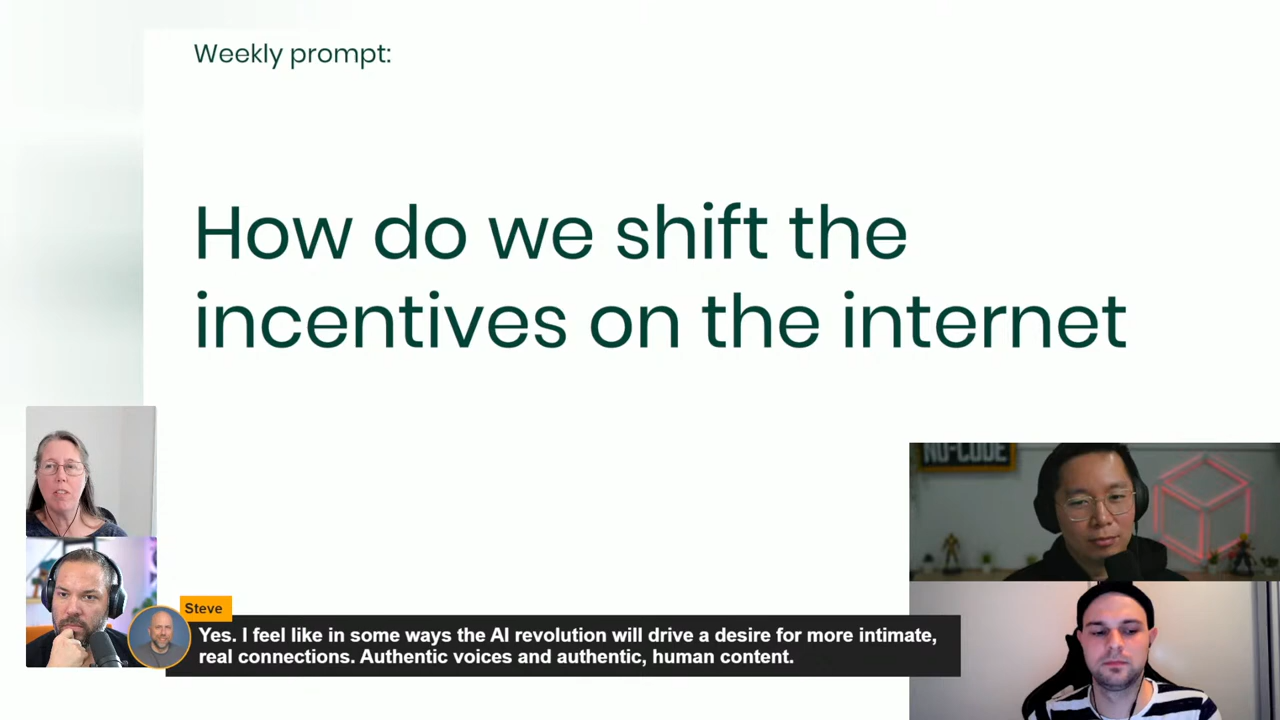 Weekly prompt:
How do we shift the
incentives on the internet
NO-CODE
Steve
Yes. I feel like in some ways the AI revolution will drive a desire for more intimate,
real connections. Authentic voices and authentic, human content.